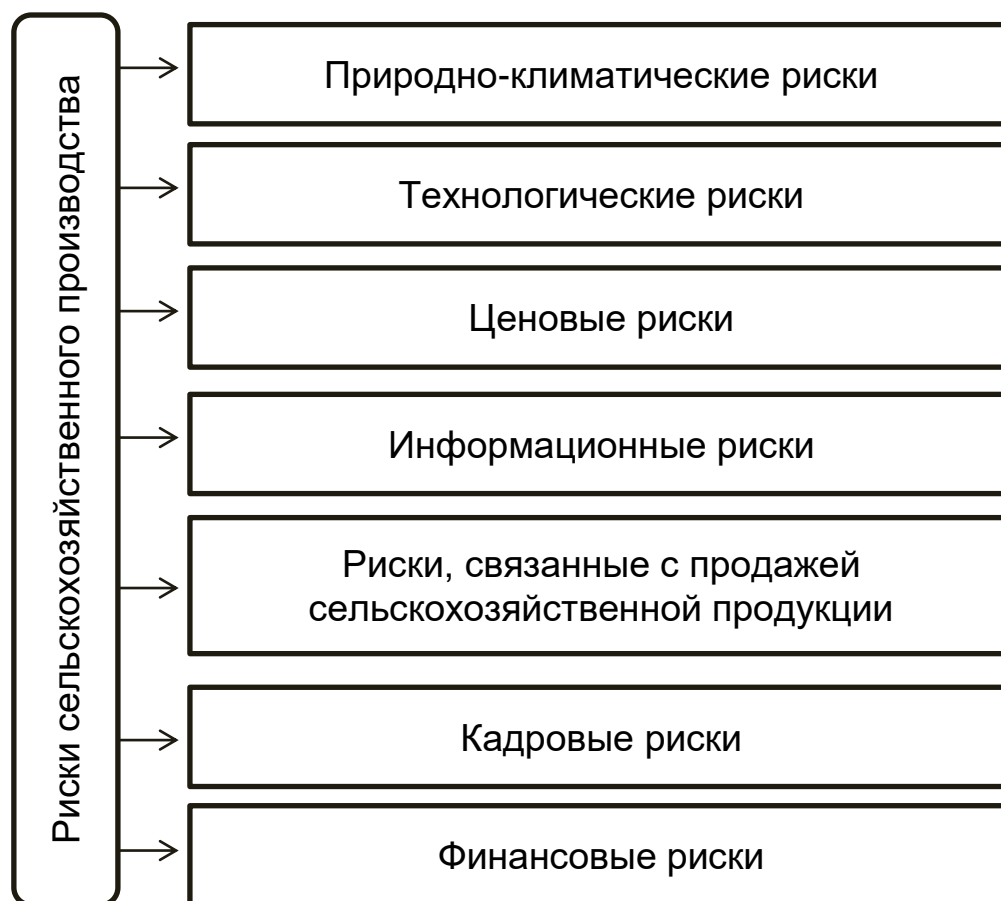 Риски сельскохозяйственного производства
Природно-климатические риски
Технологические риски
Ценовые риски
Информационные риски
Риски, связанные с продажей
сельскохозяйственной продукции
Кадровые риски
Финансовые риски